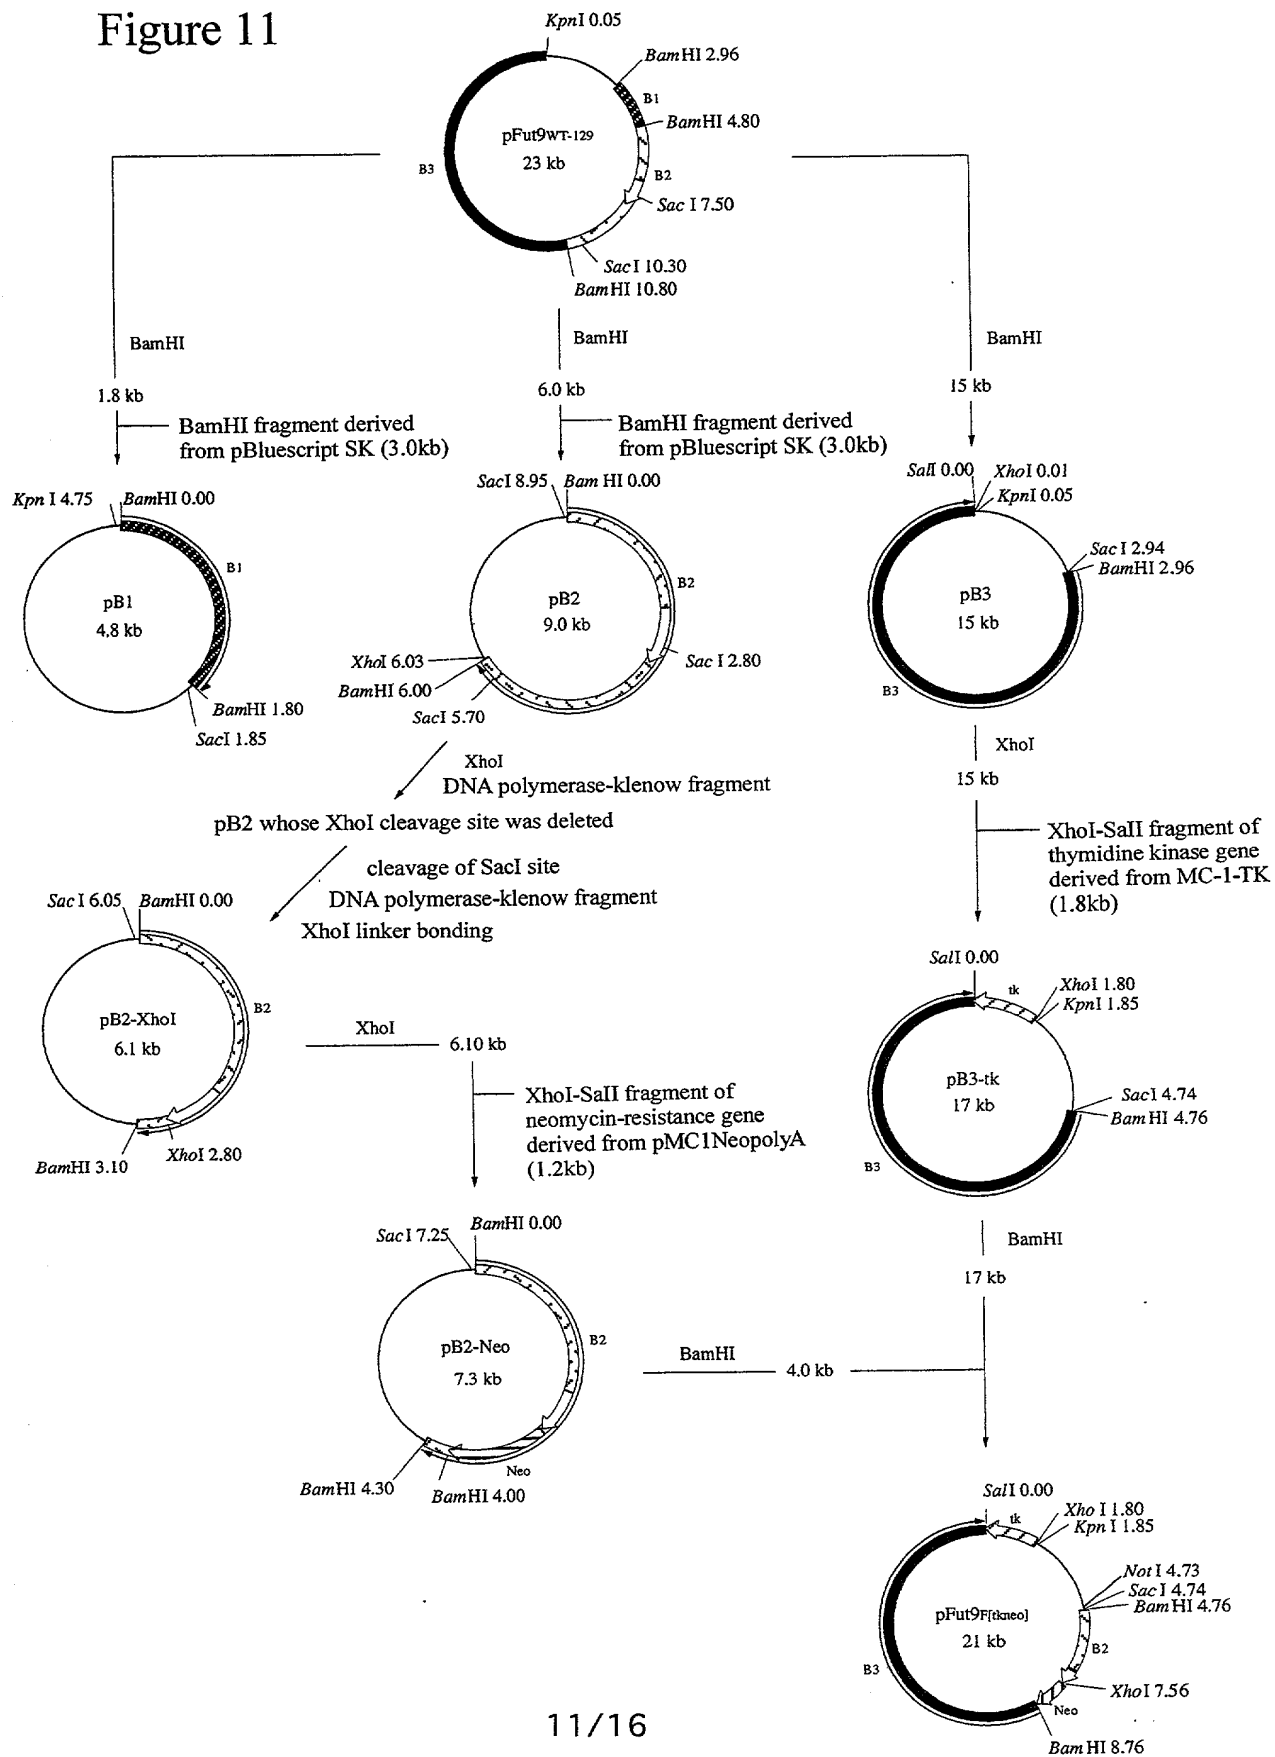 Figure 11
KpnI 0.05
BamHI 2.96
B1
BamHI 4.80
pFut9WT-129
23 kb
B3
B2
Sac I 7.50
SacI 10.30
BamHI 10.80
BamHI
BamHI
BamHI
1.8 kb
6.0 kb
15 kb
BamHI fragment derived
from pBluescript SK (3.0kb)
BamHI fragment derived
from pBluescript SK (3.0kb)
Kpn I 4.75
BamHI 0.00
B1
pB1
4.8 kb
BamHI 1.80
SacI 1.85
SacI 8.95
Bam HI 0.00
B2
pB2
9.0 kb
Sac I 2.80
XhoI 6.03
BamHI 6.00
SacI 5.70
SalI 0.00
XhoI 0.01
KpnI 0.05
Sac I 2.94
BamHI 2.96
pB3
15 kb
B3
XhoI
DNA polymerase-klenow fragment
pB2 whose XhoI cleavage site was deleted
cleavage of SacI site
DNA polymerase-klenow fragment
XhoI linker bonding
XhoI
15 kb
XhoI-SalI fragment of
thymidine kinase gene
derived from MC-1-TK
(1.8kb)
Sac I 6.05
BamHI 0.00
B2
pB2-XhoI
6.1 kb
BamHI 3.10
XhoI 2.80
XhoI
6.10 kb
XhoI-SalI fragment of
neomycin-resistance gene
derived from pMC1NeopolyA
(1.2kb)
SalI 0.00
tk
XhoI 1.80
KpnI 1.85
pB3-tk
17 kb
SacI 4.74
Bam HI 4.76
B3
BamHI
17 kb
Sac I 7.25
BamHI 0.00
B2
pB2-Neo
7.3 kb
Neo
BamHI 4.30
BamHI 4.00
BamHI
4.0 kb
SalI 0.00
tk
Xho I 1.80
Kpn I 1.85
Not I 4.73
Sac I 4.74
Bam HI 4.76
pFut9F[tkneo]
21 kb
B2
B3
XhoI 7.56
Neo
Bam HI 8.76
11/16